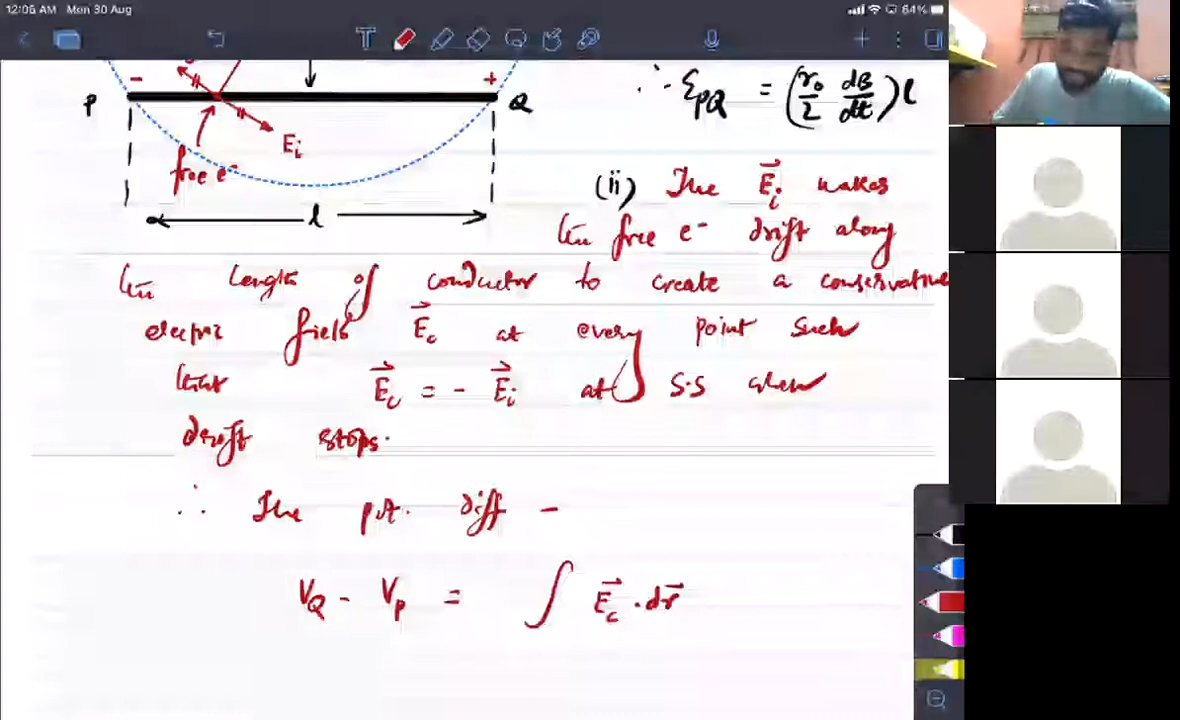 12:05 AM Mon 30 Aug
64%
- +
P Q
E_i
free e⁻
l
∴ ε_PQ = (r₀/2 dB/dt) l
(ii) The E⃗_i makes
the free e⁻ drift along
the length of conductor to create a conservative
electric field E⃗_c at every point such
that E⃗_c = - E⃗_i at S.S when
drift stops.
∴ The pot. diff -
V_Q - V_P = ∫ E⃗_c . dr⃗